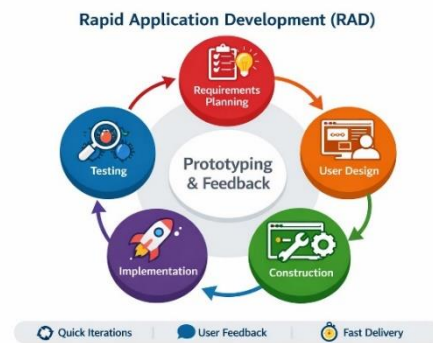 Rapid Application Development (RAD)
Requirements
Planning
User Design
Construction
Implementation
Testing
Prototyping
& Feedback
Quick Iterations
User Feedback
Fast Delivery